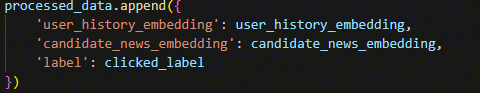 processed_data.append({
    'user_history_embedding': user_history_embedding,
    'candidate_news_embedding': candidate_news_embedding,
    'label': clicked_label
})